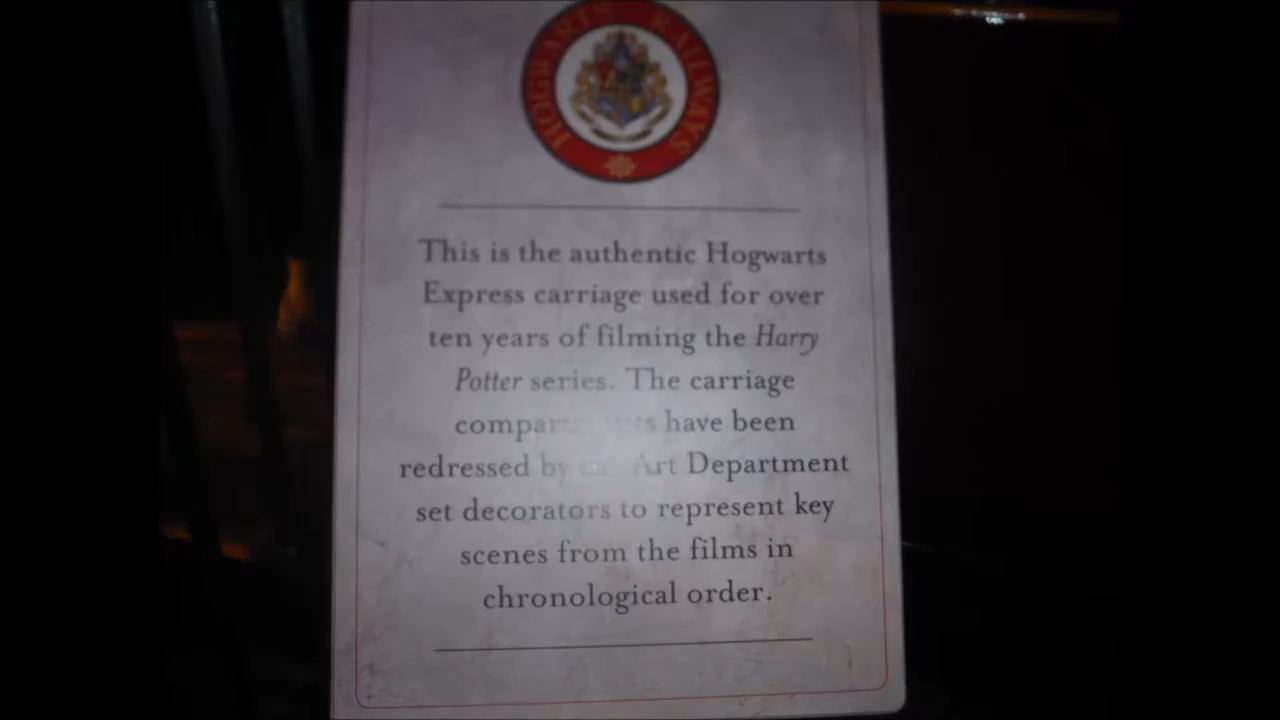 HOGWARTS RAILWAYS
This is the authentic Hogwarts
Express carriage used for over
ten years of filming the Harry
Potter series. The carriage
compartments have been
redressed by Art Department
set decorators to represent key
scenes from the films in
chronological order.